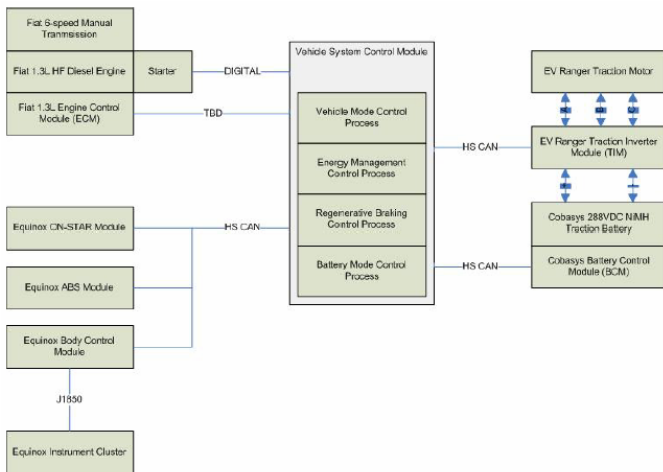 Fiat 6-speed Manual
Tranmsission
Fiat 1.3L HF Diesel Engine
Starter
DIGITAL
Fiat 1.3L Engine Control
Module (ECM)
TBD
Vehicle System Control Module
Vehiclle Mode Control
Process
Energy Management
Control Process
Regenerative Braking
Control Process
Battery Mode Control
Process
EV Ranger Traction Motor
A
B
C
HS CAN
EV Ranger Traction Inverter
Module (TIM)
+
-
Cobasys 288VDC NiMH
Traction Battery
HS CAN
Cobasys Battery Control
Module (BCM)
Equinox ON-STAR Module
HS CAN
Equinox ABS Module
Equinox Body Control
Module
J1850
Equinox Instrument Cluster